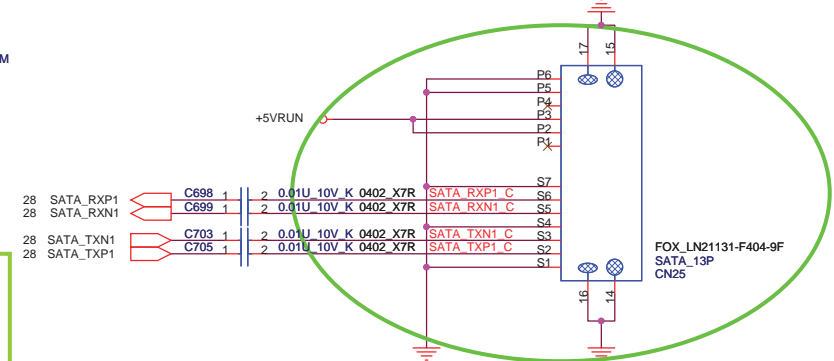 M
17
15
P6
P5
P4
P3
+5VRUN
P2
P1
S7
28 SATA_RXP1 C698 1 2 0.01U_10V_K 0402_X7R SATA_RXP1_C S6
28 SATA_RXN1 C699 1 2 0.01U_10V_K 0402_X7R SATA_RXN1_C S5
S4
28 SATA_TXN1 C703 1 2 0.01U_10V_K 0402_X7R SATA_TXN1_C S3
28 SATA_TXP1 C705 1 2 0.01U_10V_K 0402_X7R SATA_TXP1_C S2
S1
FOX_LN21131-F404-9F
SATA_13P
CN25
16
14